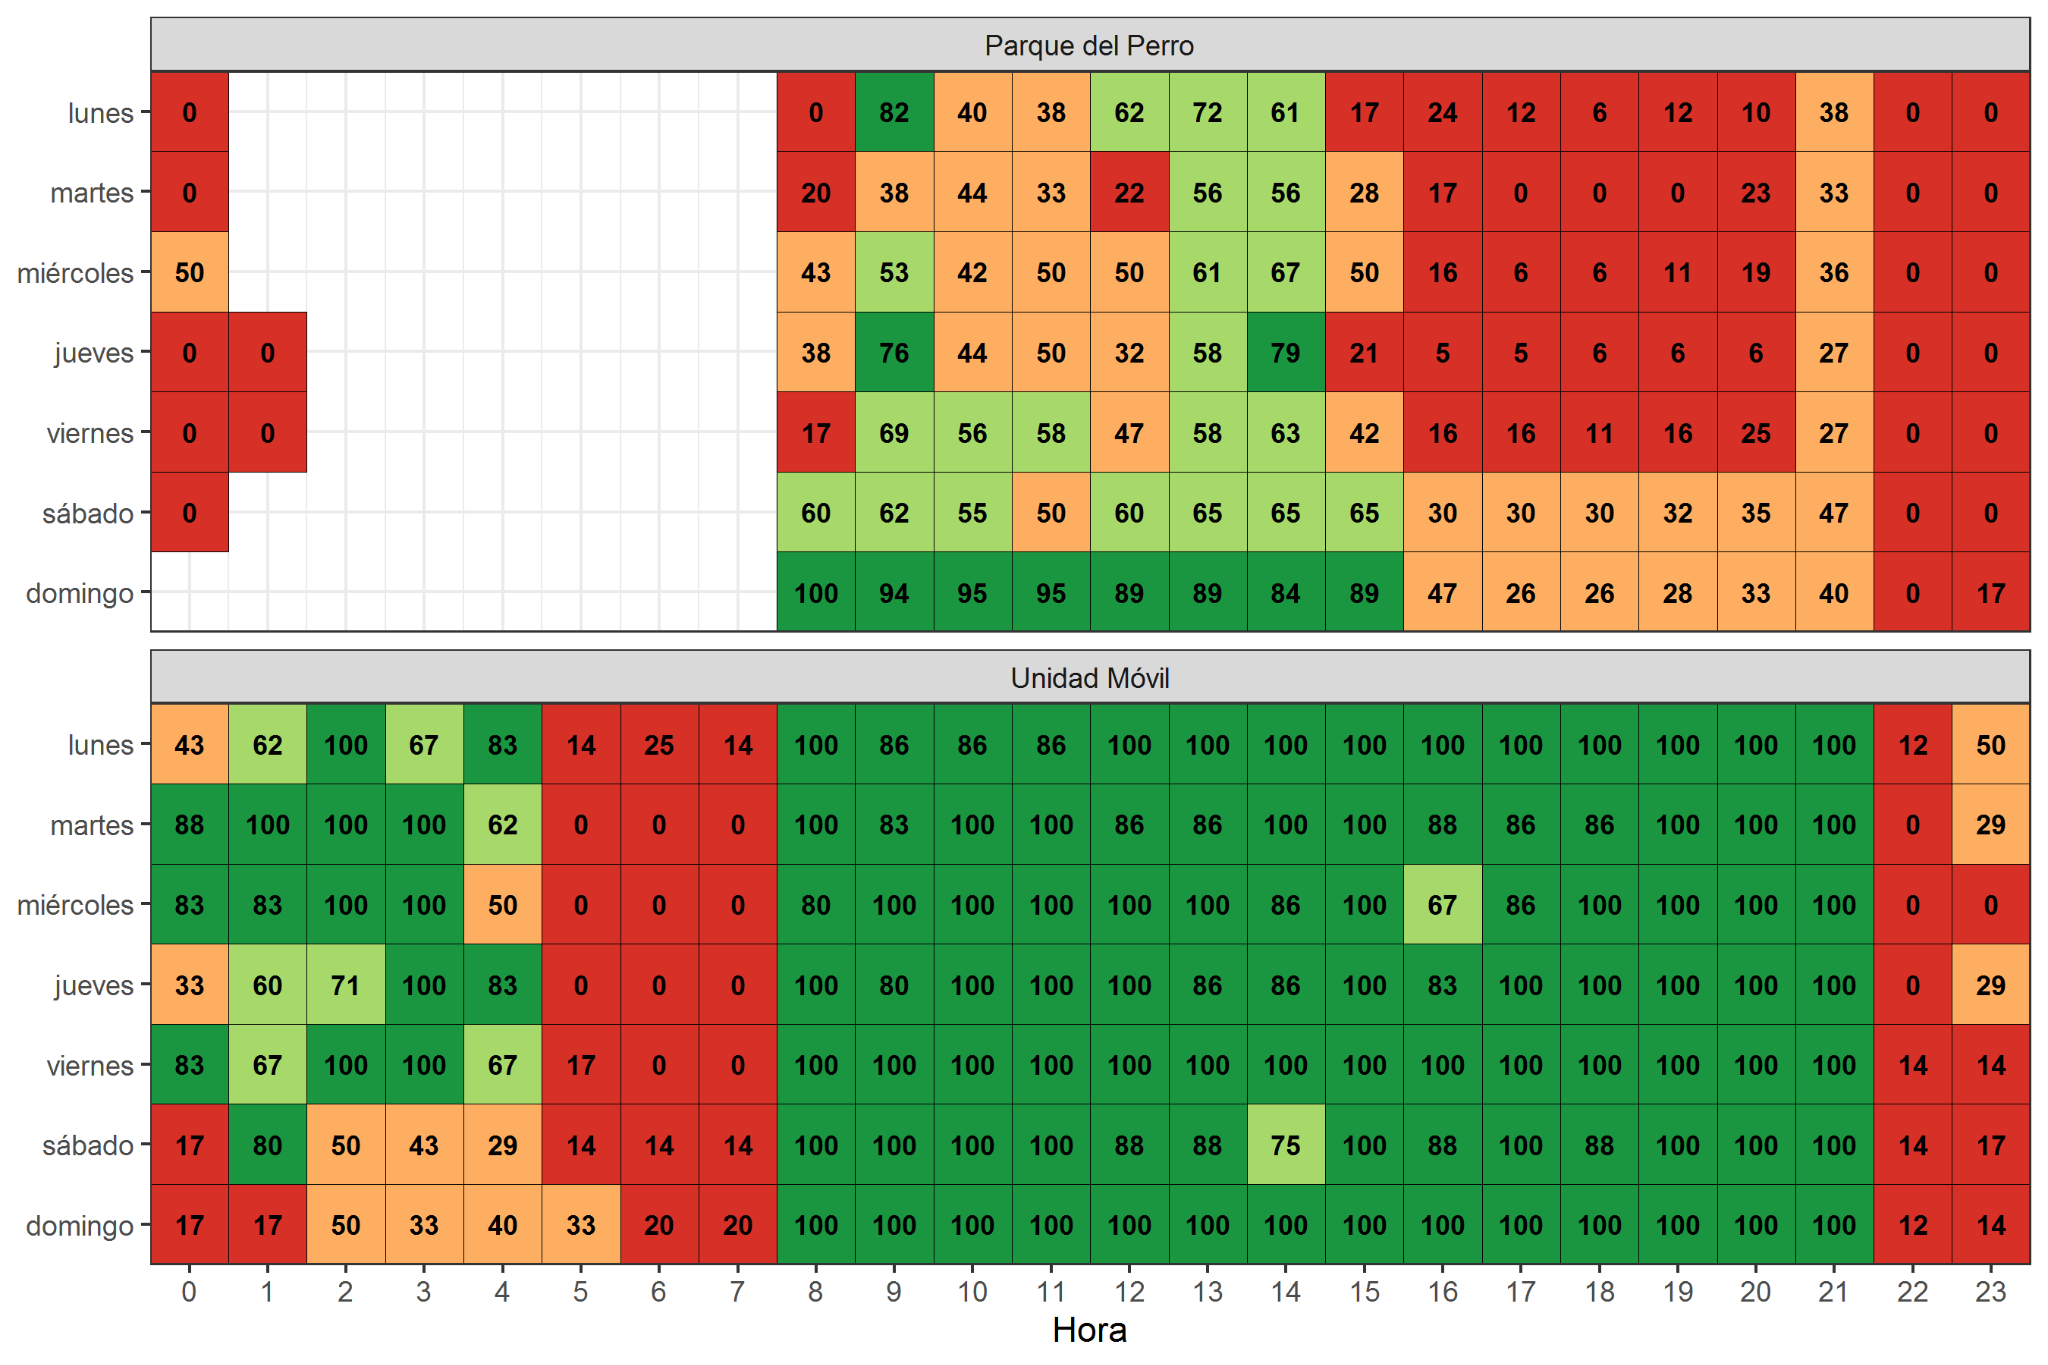 Parque del Perro
lunes 0 0 82 40 38 62 72 61 17 24 12 6 12 10 38 0 0
martes 0 20 38 44 33 22 56 56 28 17 0 0 0 23 33 0 0
miércoles 50 43 53 42 50 50 61 67 50 16 6 6 11 19 36 0 0
jueves 0 0 38 76 44 50 32 58 79 21 5 5 6 6 6 27 0 0
viernes 0 0 17 69 56 58 47 58 63 42 16 16 11 16 25 27 0 0
sábado 0 60 62 55 50 60 65 65 65 30 30 30 32 35 47 0 0
domingo 100 94 95 95 89 89 84 89 47 26 26 28 33 40 0 17
Unidad Móvil
lunes 43 62 100 67 83 14 25 14 100 86 86 86 100 100 100 100 100 100 100 100 100 100 12 50
martes 88 100 100 100 62 0 0 0 100 83 100 100 86 86 100 100 88 86 86 100 100 100 0 29
miércoles 83 83 100 100 50 0 0 0 80 100 100 100 100 100 86 100 67 86 100 100 100 100 0 0
jueves 33 60 71 100 83 0 0 0 100 80 100 100 100 86 86 100 83 100 100 100 100 100 0 29
viernes 83 67 100 100 67 17 0 0 100 100 100 100 100 100 100 100 100 100 100 100 100 100 14 14
sábado 17 80 50 43 29 14 14 14 100 100 100 100 88 88 75 100 88 100 88 100 100 100 14 17
domingo 17 17 50 33 40 33 20 20 100 100 100 100 100 100 100 100 100 100 100 100 100 100 12 14
0 1 2 3 4 5 6 7 8 9 10 11 12 13 14 15 16 17 18 19 20 21 22 23
Hora